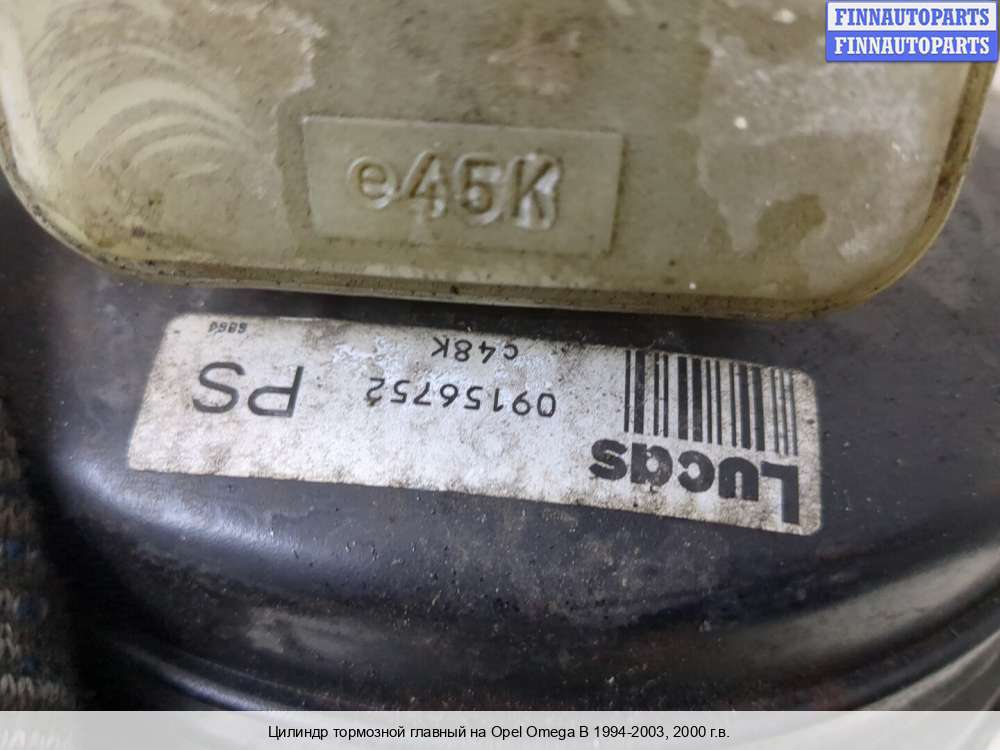 FINNAUTOPARTS
FINNAUTOPARTS
e45K
Lucas
09156752
PS
c48K
Цилиндр тормозной главный на Opel Omega B 1994-2003, 2000 г.в.